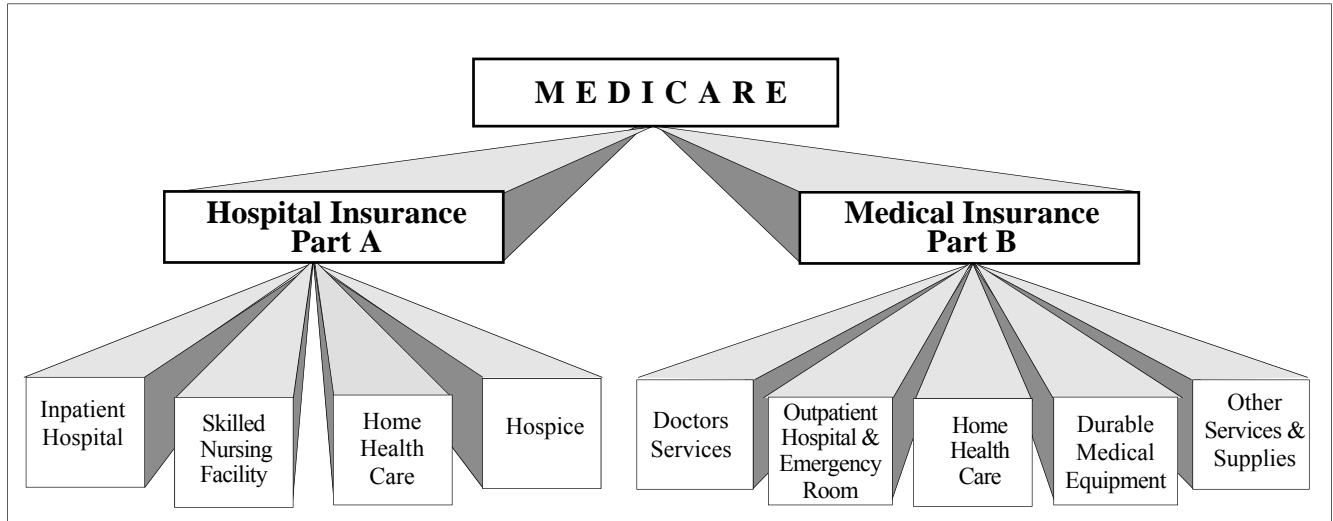 MEDICARE
Hospital Insurance
Part A
Medical Insurance
Part B
Inpatient
Hospital
Skilled
Nursing
Facility
Home
Health
Care
Hospice
Doctors
Services
Outpatient
Hospital &
Emergency
Room
Home
Health
Care
Durable
Medical
Equipment
Other
Services &
Supplies